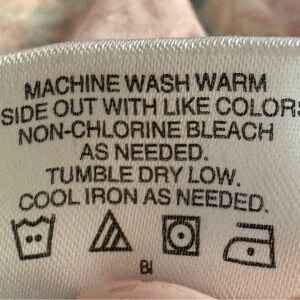 MACHINE WASH WARM
SIDE OUT WITH LIKE COLORS
NON-CHLORINE BLEACH
AS NEEDED.
TUMBLE DRY LOW.
COOL IRON AS NEEDED.
BI